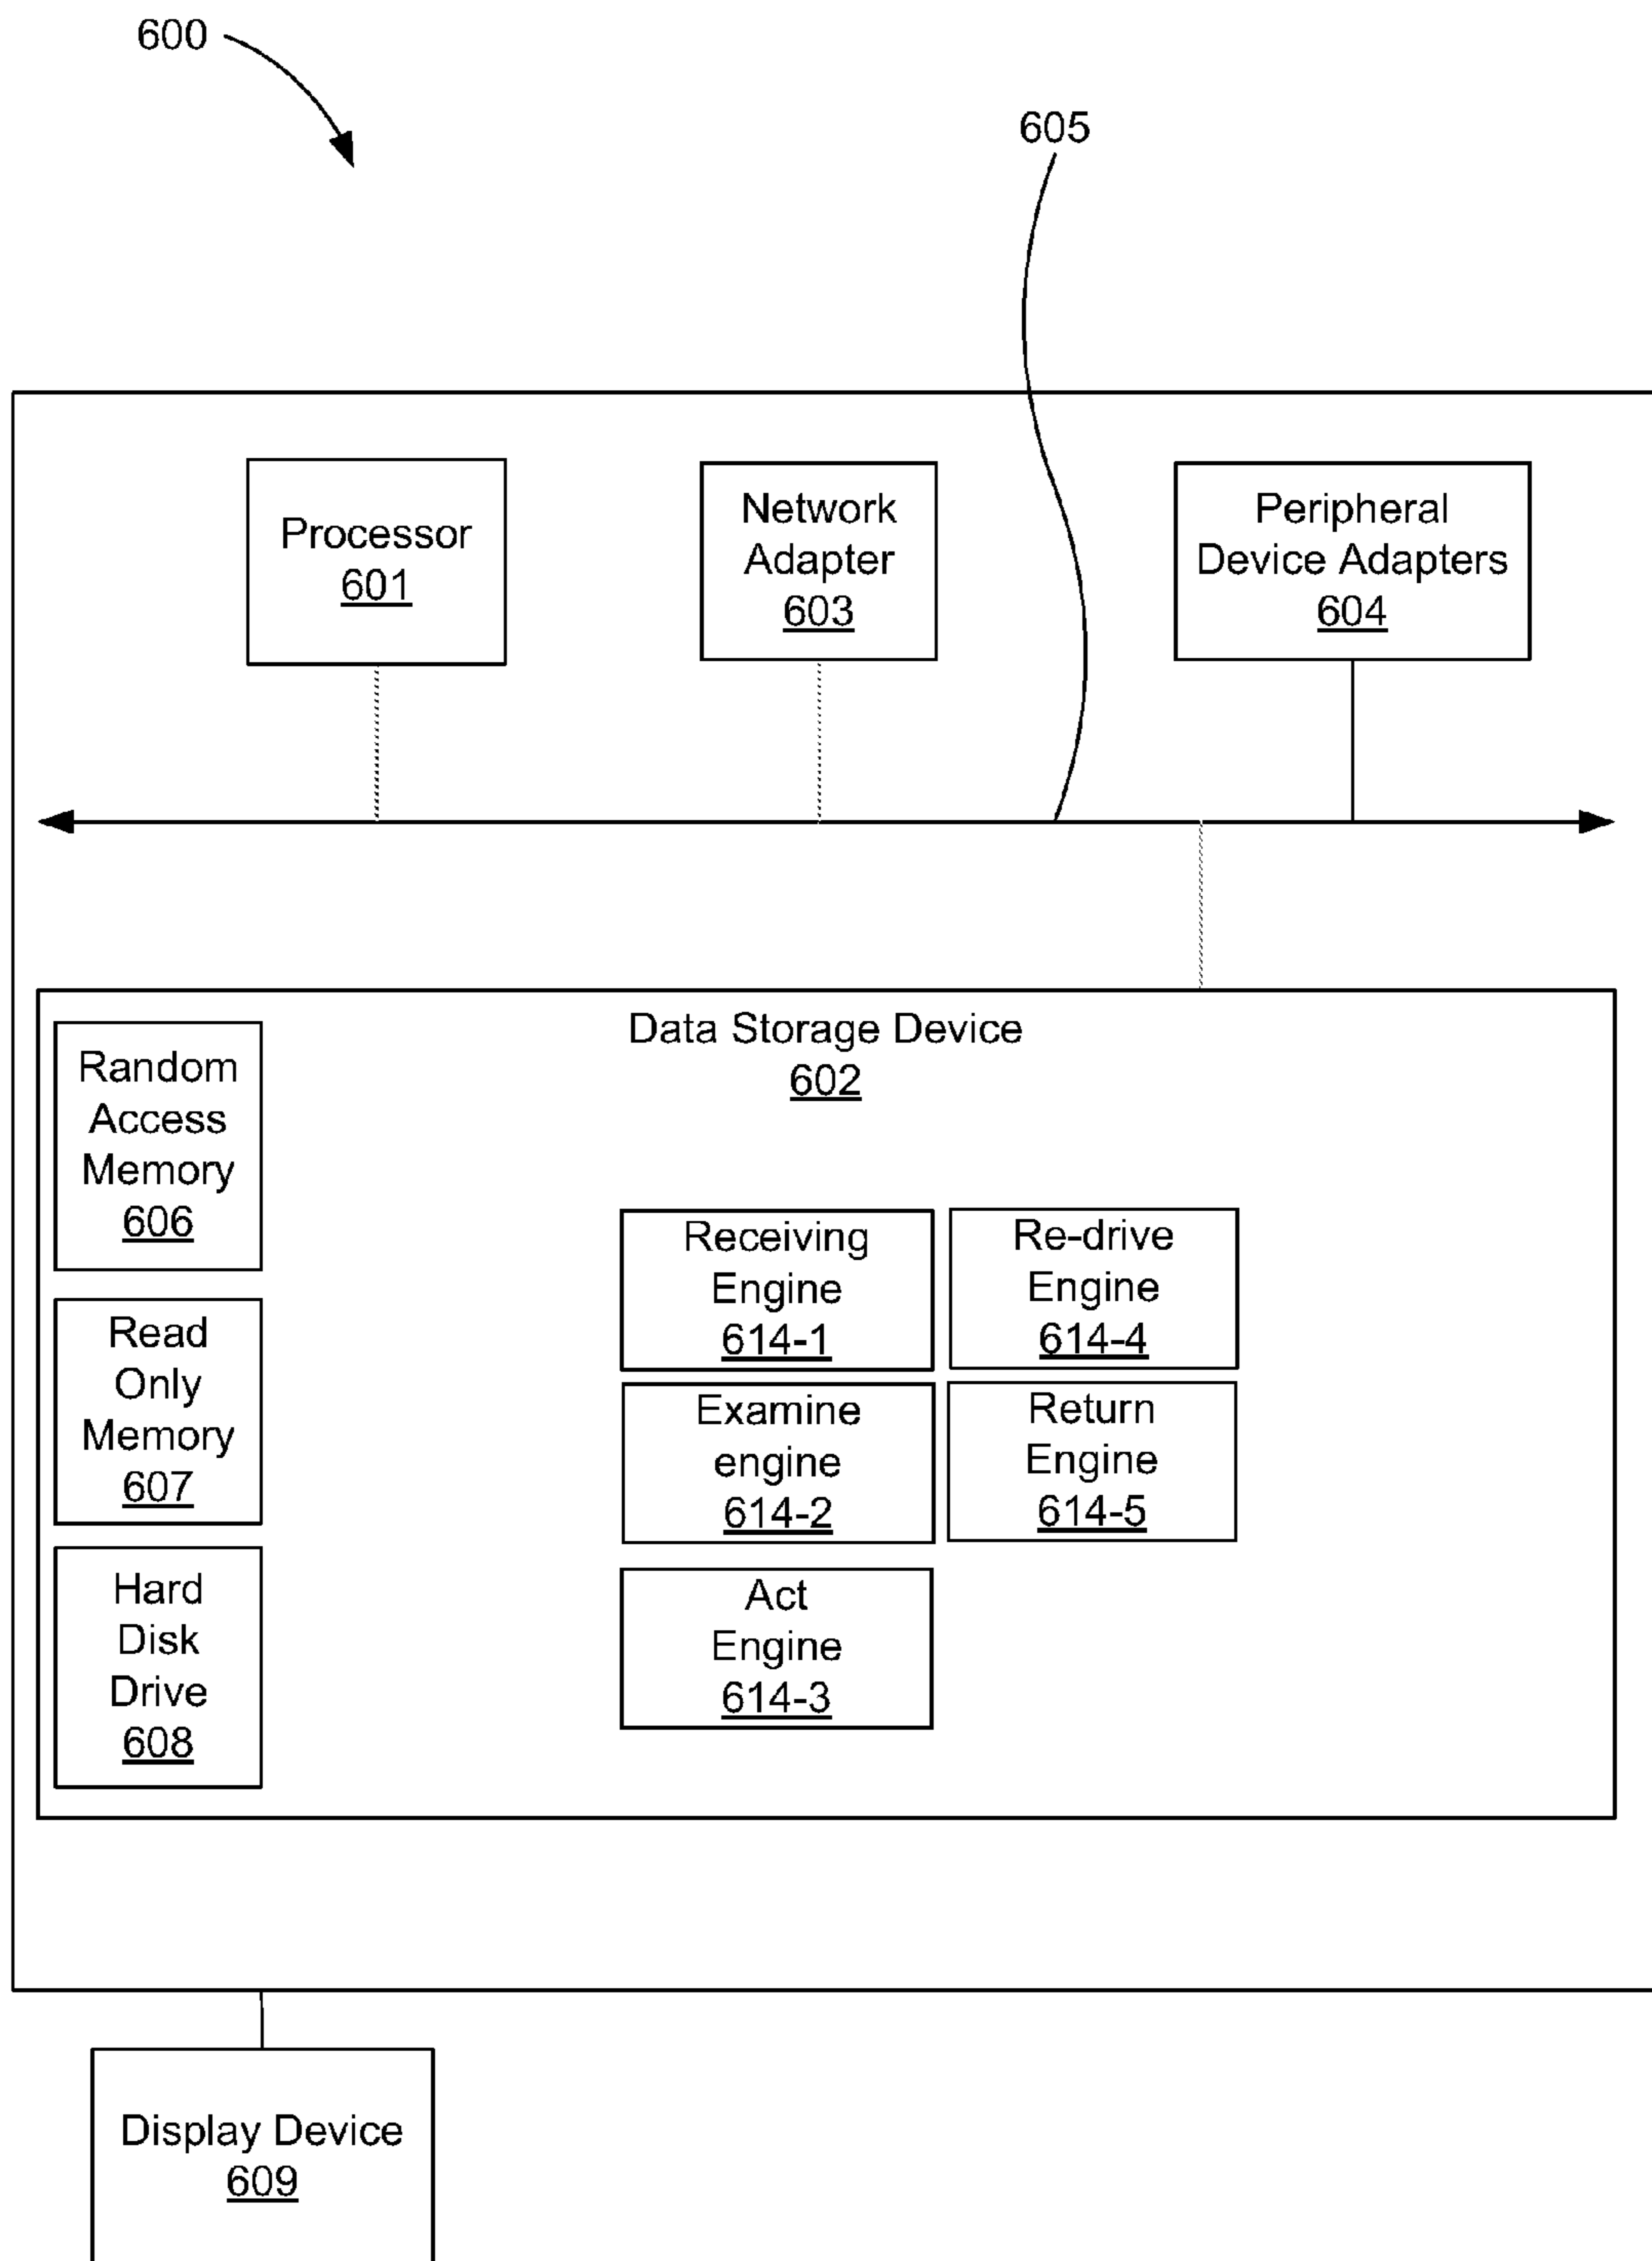 600
605
Processor
601
Network
Adapter
603
Peripheral
Device Adapters
604
Data Storage Device
602
Random
Access
Memory
606
Read
Only
Memory
607
Hard
Disk
Drive
608
Receiving
Engine
614-1
Re-drive
Engine
614-4
Examine
engine
614-2
Return
Engine
614-5
Act
Engine
614-3
Display Device
609